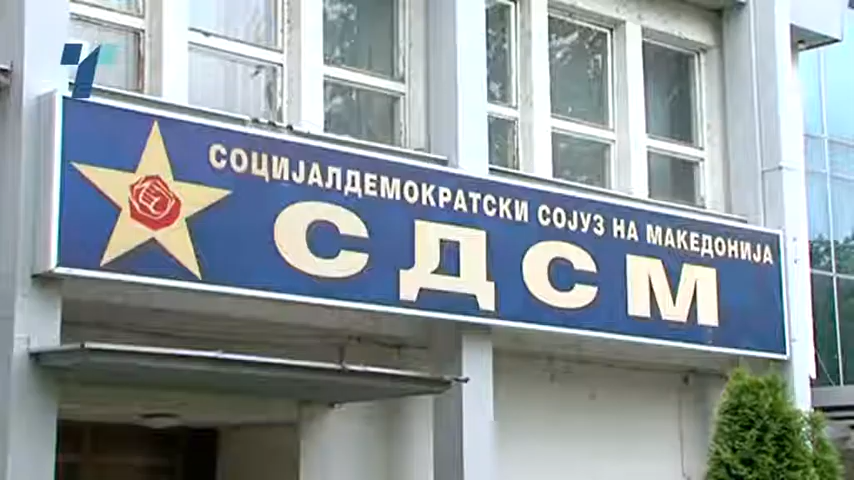 СОЦИЈАЛДЕМОКРАТСКИ СОЈУЗ НА МАКЕДОНИЈА
СДСМ